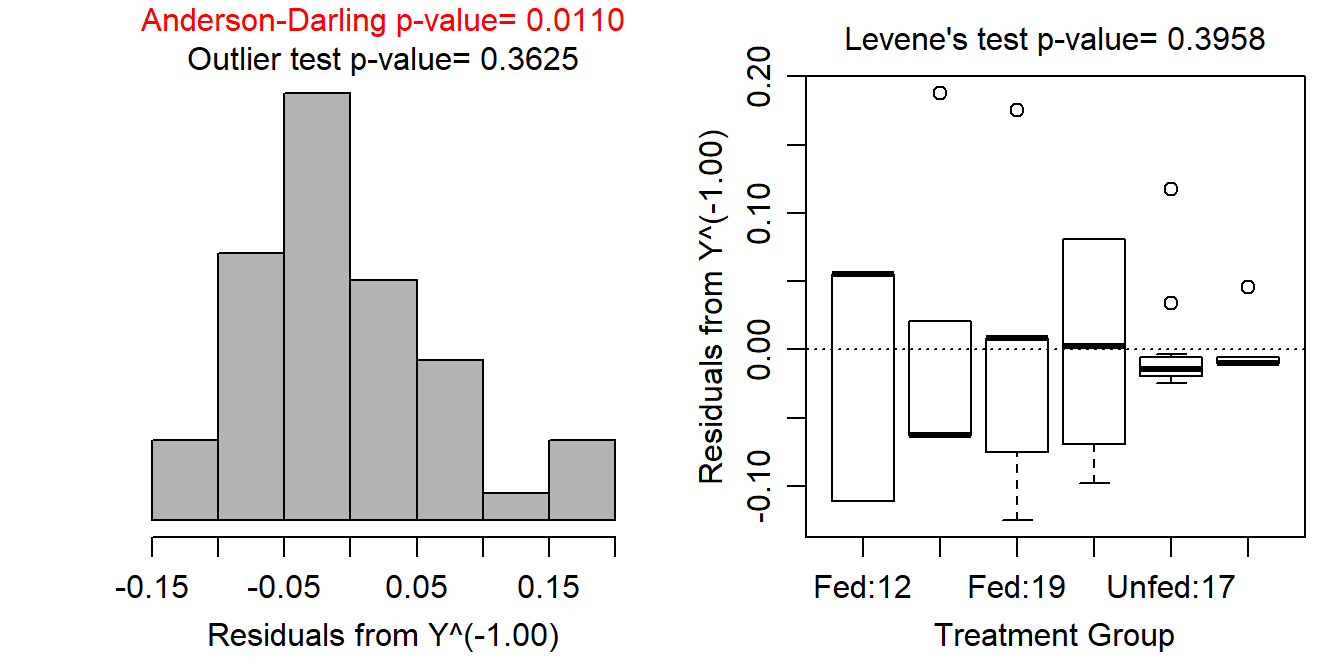 Anderson-Darling p-value= 0.0110
Outlier test p-value= 0.3625
-0.15 -0.05 0.05 0.15
Residuals from Y^(-1.00)
Levene's test p-value= 0.3958
Residuals from Y^(-1.00)
0.20
0.10
0.00
-0.10
Fed:12 Fed:19 Unfed:17
Treatment Group